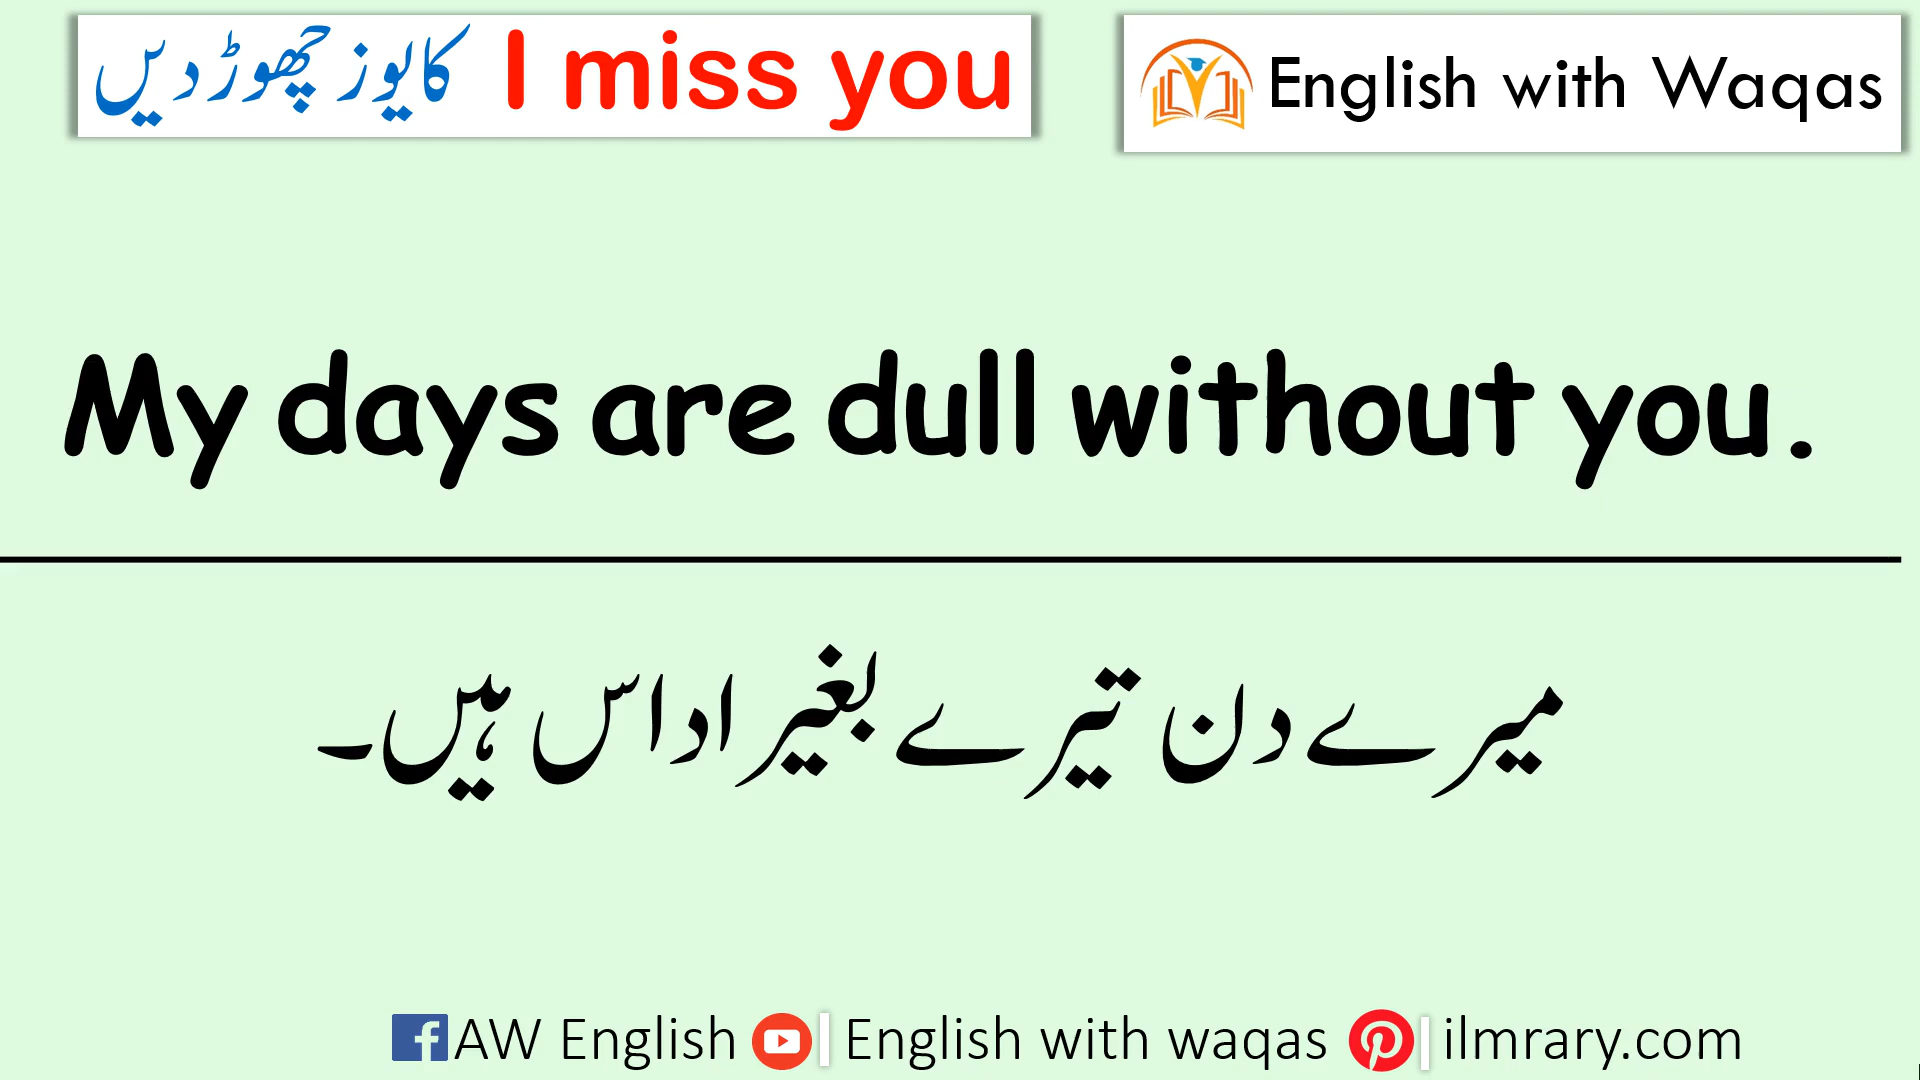 I miss you کا یوز چھوڑ دیں
English with Waqas
My days are dull without you.
میرے دن تیرے بغیر اداس ہیں۔
AW English | English with waqas | ilmrary.com